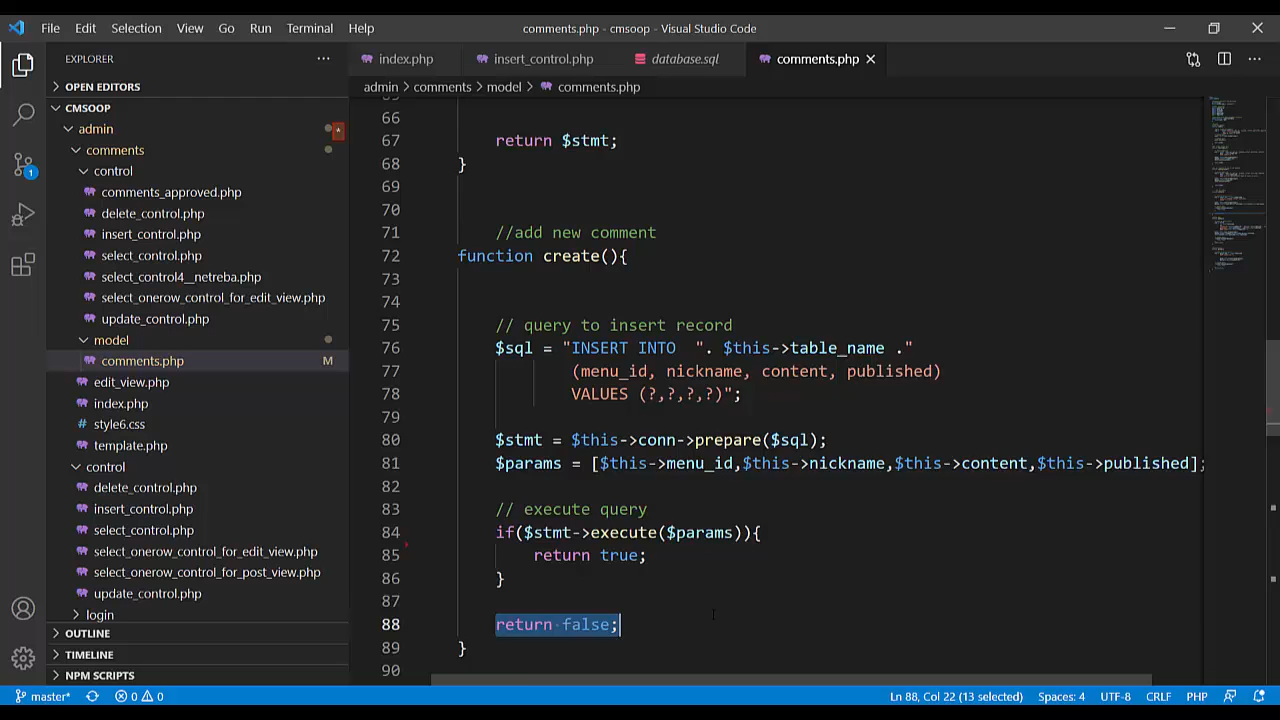 File Edit Selection View Go Run Terminal Help comments.php - cmsoop - Visual Studio Code
EXPLORER
index.php insert_control.php database.sql comments.php
OPEN EDITORS
admin > comments > model > comments.php
CMSOOP
admin
comments
control
comments_approved.php
delete_control.php
insert_control.php
select_control.php
select_control4__netreba.php
select_onerow_control_for_edit_view.php
update_control.php
model
comments.php M
edit_view.php
index.php
style6.css
template.php
control
delete_control.php
insert_control.php
select_control.php
select_onerow_control_for_edit_view.php
select_onerow_control_for_post_view.php
update_control.php
login
OUTLINE
TIMELINE
NPM SCRIPTS
66
67 return $stmt;
68 }
69
70
71 //add new comment
72 function create(){
73
74
75 // query to insert record
76 $sql = "INSERT INTO ". $this->table_name ."
77 (menu_id, nickname, content, published)
78 VALUES (?,?,?,?)";
79
80 $stmt = $this->conn->prepare($sql);
81 $params = [$this->menu_id,$this->nickname,$this->content,$this->published];
82
83 // execute query
84 if($stmt->execute($params)){
85 return true;
86 }
87
88 return false;
89 }
90
1
master* 0 0 Ln 88, Col 22 (13 selected) Spaces: 4 UTF-8 CRLF PHP